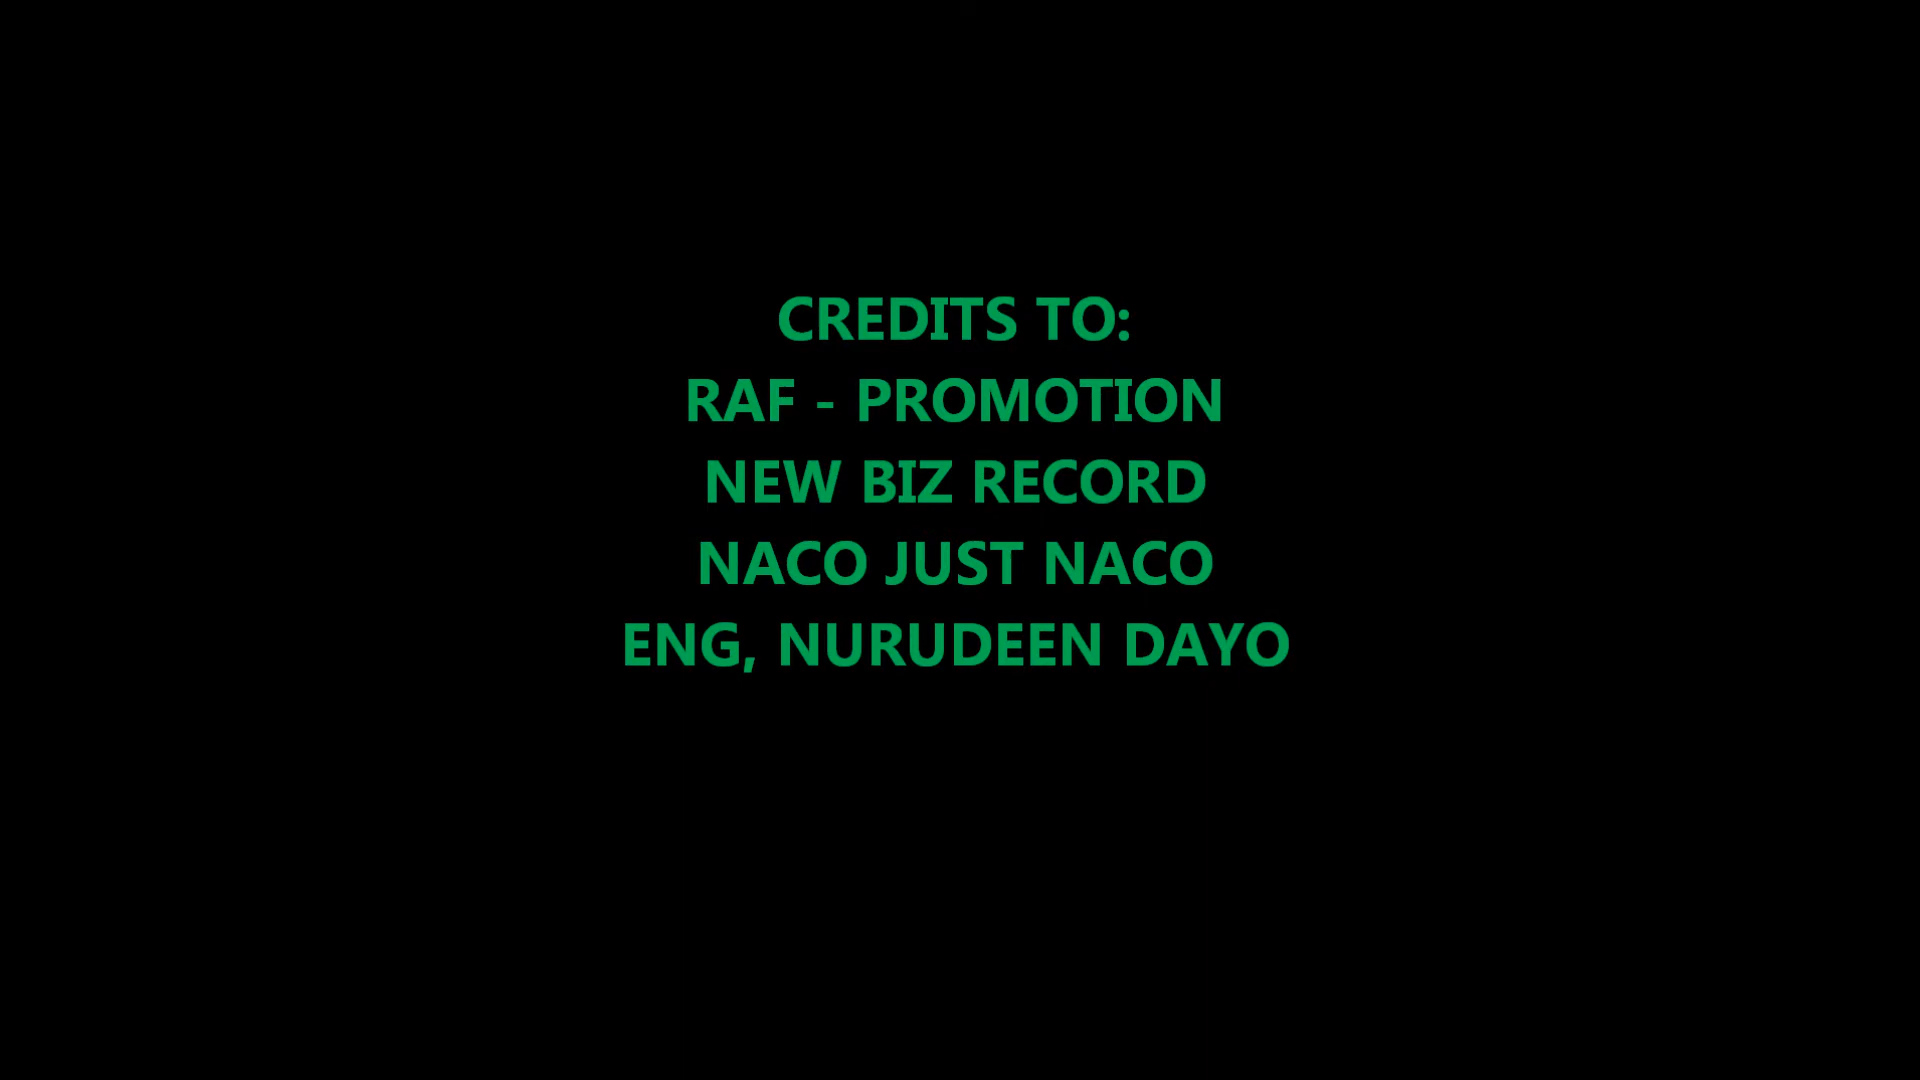 CREDITS TO:
RAF - PROMOTION
NEW BIZ RECORD
NACO JUST NACO
ENG, NURUDEEN DAYO